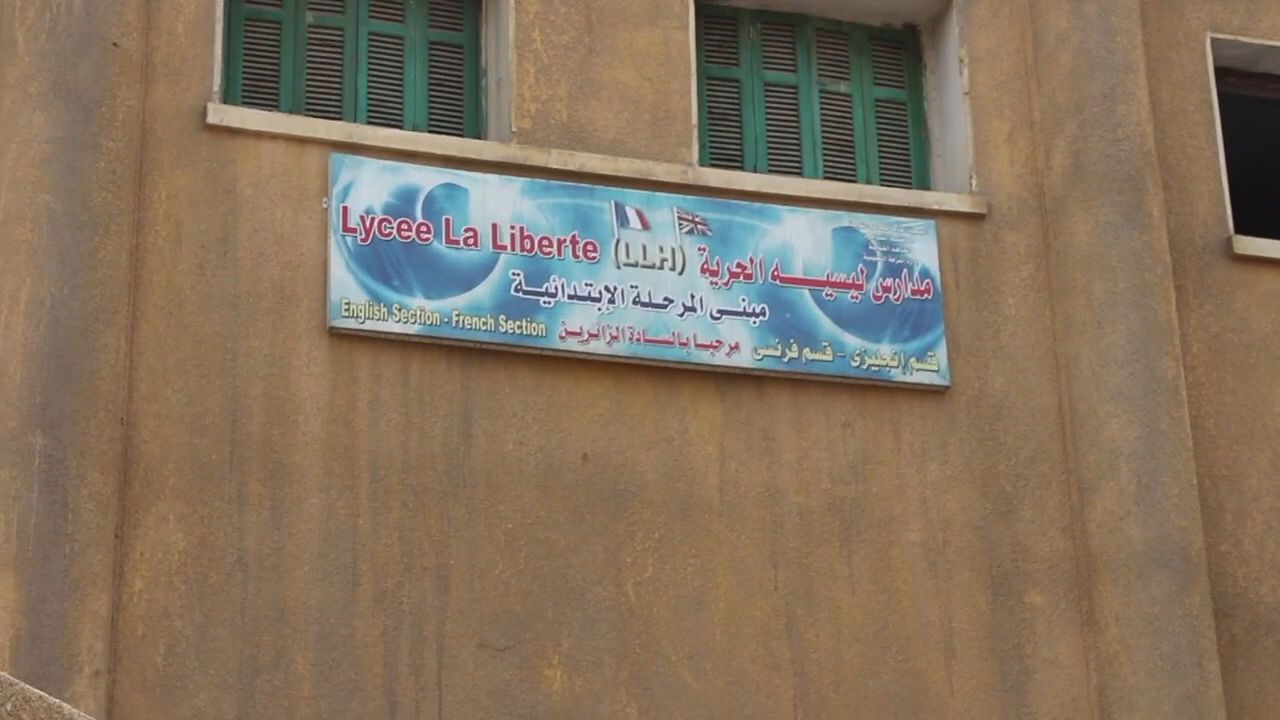 Lycee La Liberte (LLH) مدارس ليسيه الحرية
مبنى المرحلة الإبتدائية
English Section - French Section مرحبا بالسادة الزائرين قسم إنجليزى - قسم فرنسى